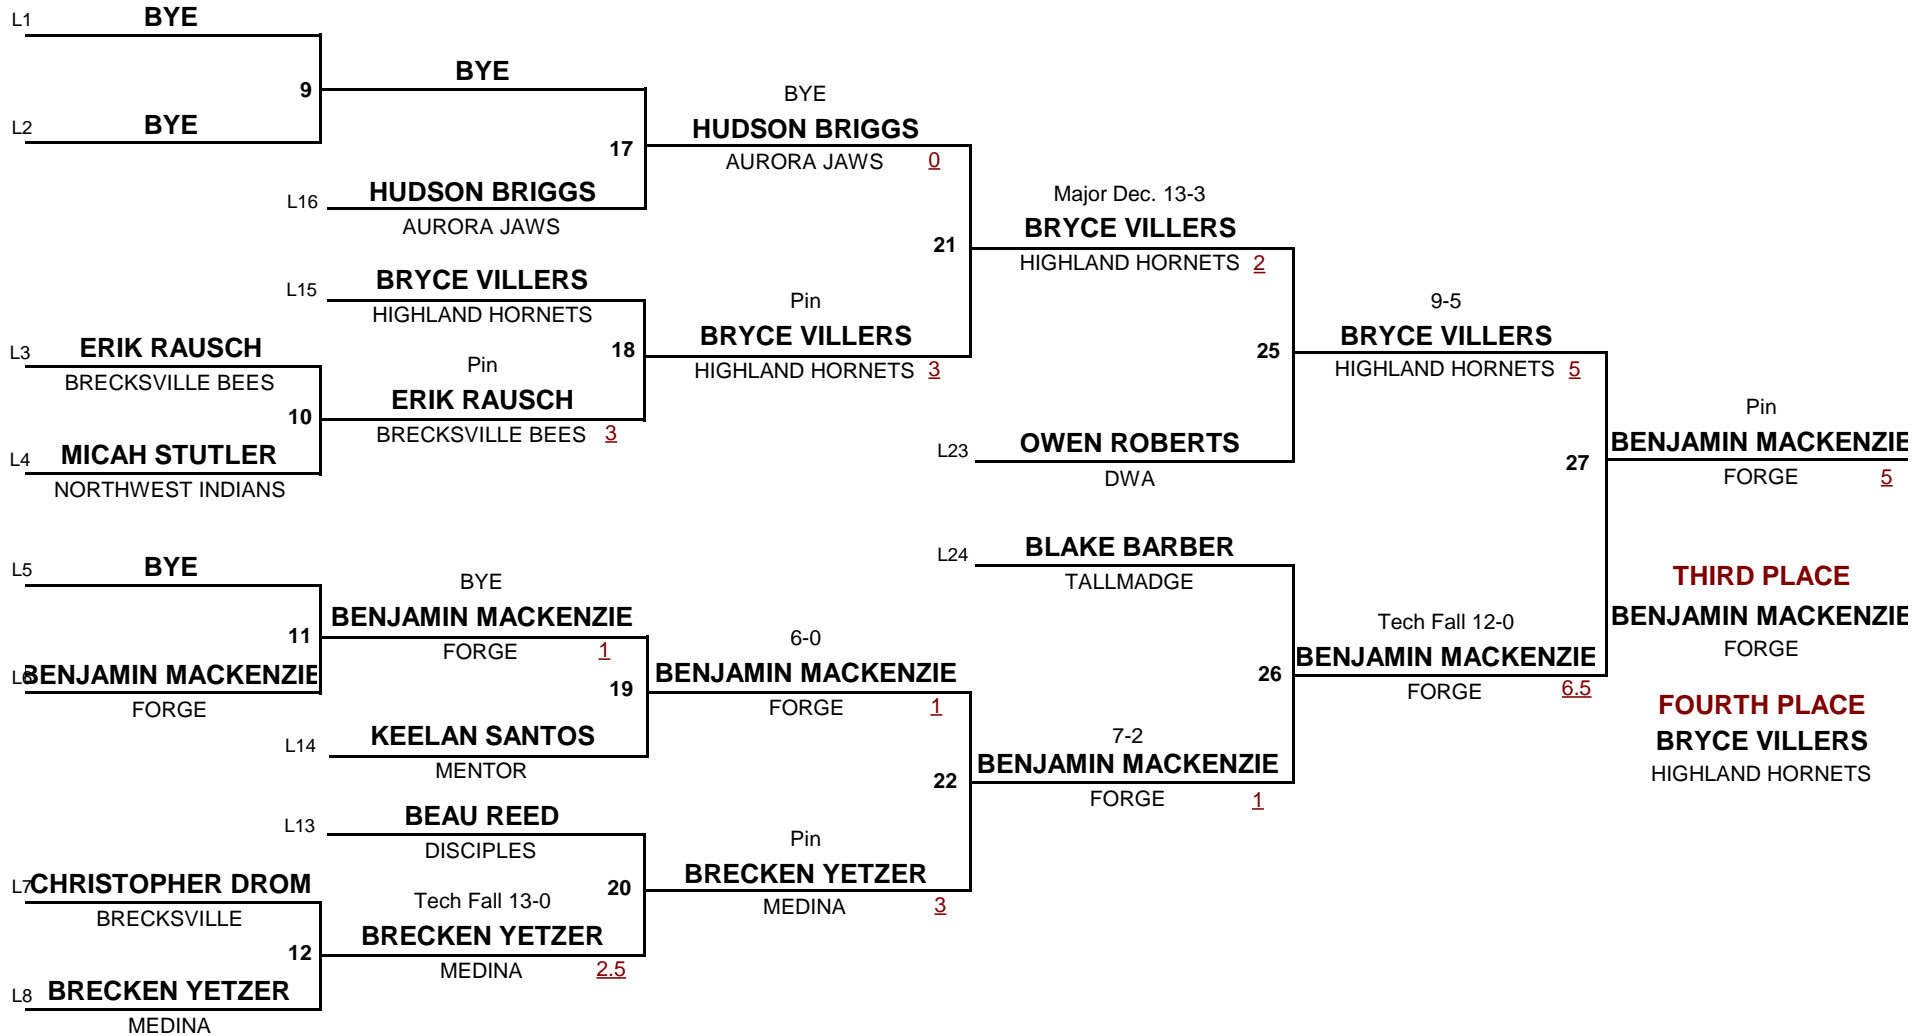 L1 BYE
9
L2 BYE
BYE
17
L16 HUDSON BRIGGS
AURORA JAWS
BYE
HUDSON BRIGGS
AURORA JAWS 0
L15 BRYCE VILLERS
HIGHLAND HORNETS
18
L3 ERIK RAUSCH
BRECKSVILLE BEES
10
L4 MICAH STUTLER
NORTHWEST INDIANS
Pin
ERIK RAUSCH
BRECKSVILLE BEES 3
Pin
BRYCE VILLERS
HIGHLAND HORNETS 3
21
Major Dec. 13-3
BRYCE VILLERS
HIGHLAND HORNETS 2
25
L23 OWEN ROBERTS
DWA
9-5
BRYCE VILLERS
HIGHLAND HORNETS 5
27
Pin
BENJAMIN MACKENZIE
FORGE 5
L5 BYE
11
L6 BENJAMIN MACKENZIE
FORGE
BYE
BENJAMIN MACKENZIE
FORGE 1
19
L14 KEELAN SANTOS
MENTOR
6-0
BENJAMIN MACKENZIE
FORGE 1
L13 BEAU REED
DISCIPLES
20
L7 CHRISTOPHER DROM
BRECKSVILLE
12
L8 BRECKEN YETZER
MEDINA
Tech Fall 13-0
BRECKEN YETZER
MEDINA 2.5
Pin
BRECKEN YETZER
MEDINA 3
22
7-2
BENJAMIN MACKENZIE
FORGE 1
L24 BLAKE BARBER
TALLMADGE
26
Tech Fall 12-0
BENJAMIN MACKENZIE
FORGE 6.5
THIRD PLACE
BENJAMIN MACKENZIE
FORGE
FOURTH PLACE
BRYCE VILLERS
HIGHLAND HORNETS